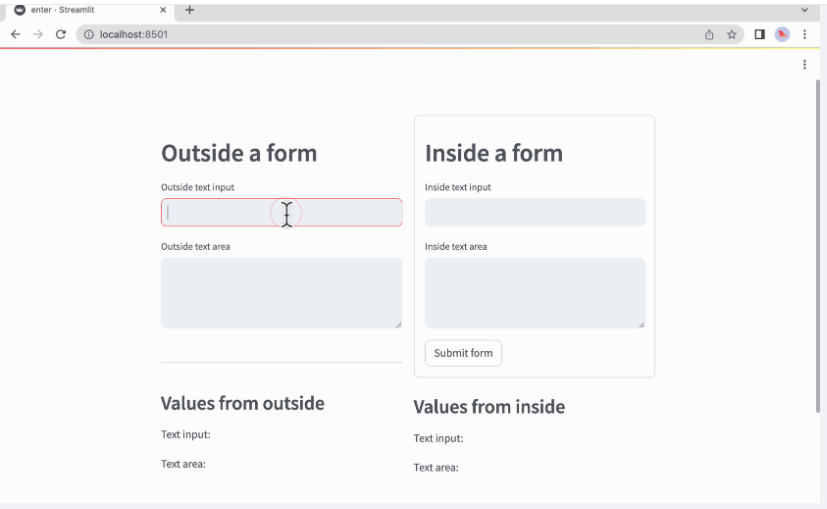 enter · Streamlit
localhost:8501
Outside a form
Outside text input
Outside text area
Values from outside
Text input:
Text area:
Inside a form
Inside text input
Inside text area
Submit form
Values from inside
Text input:
Text area: